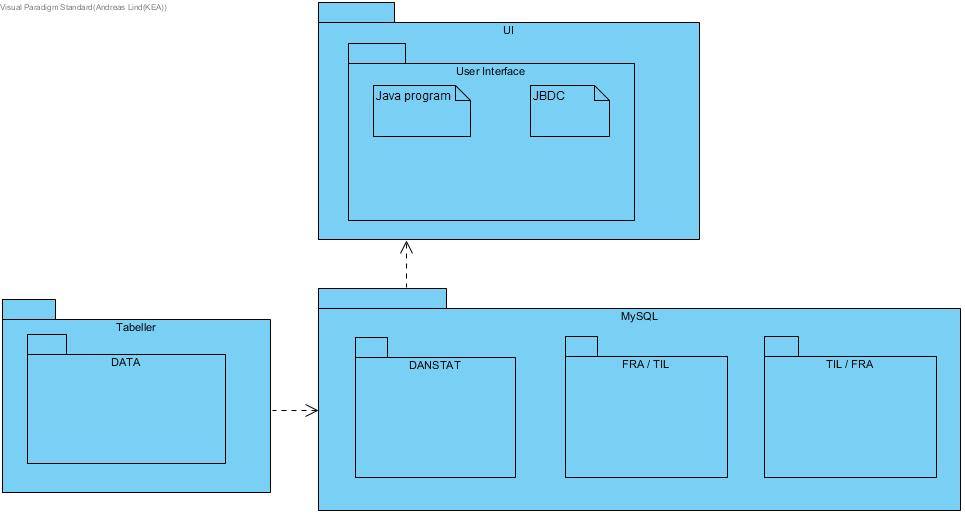 Visual Paradigm Standard(Andreas Lind(KEA))
UI
User Interface
Java program
JBDC
Tabeller
DATA
MySQL
DANSTAT
FRA / TIL
TIL / FRA